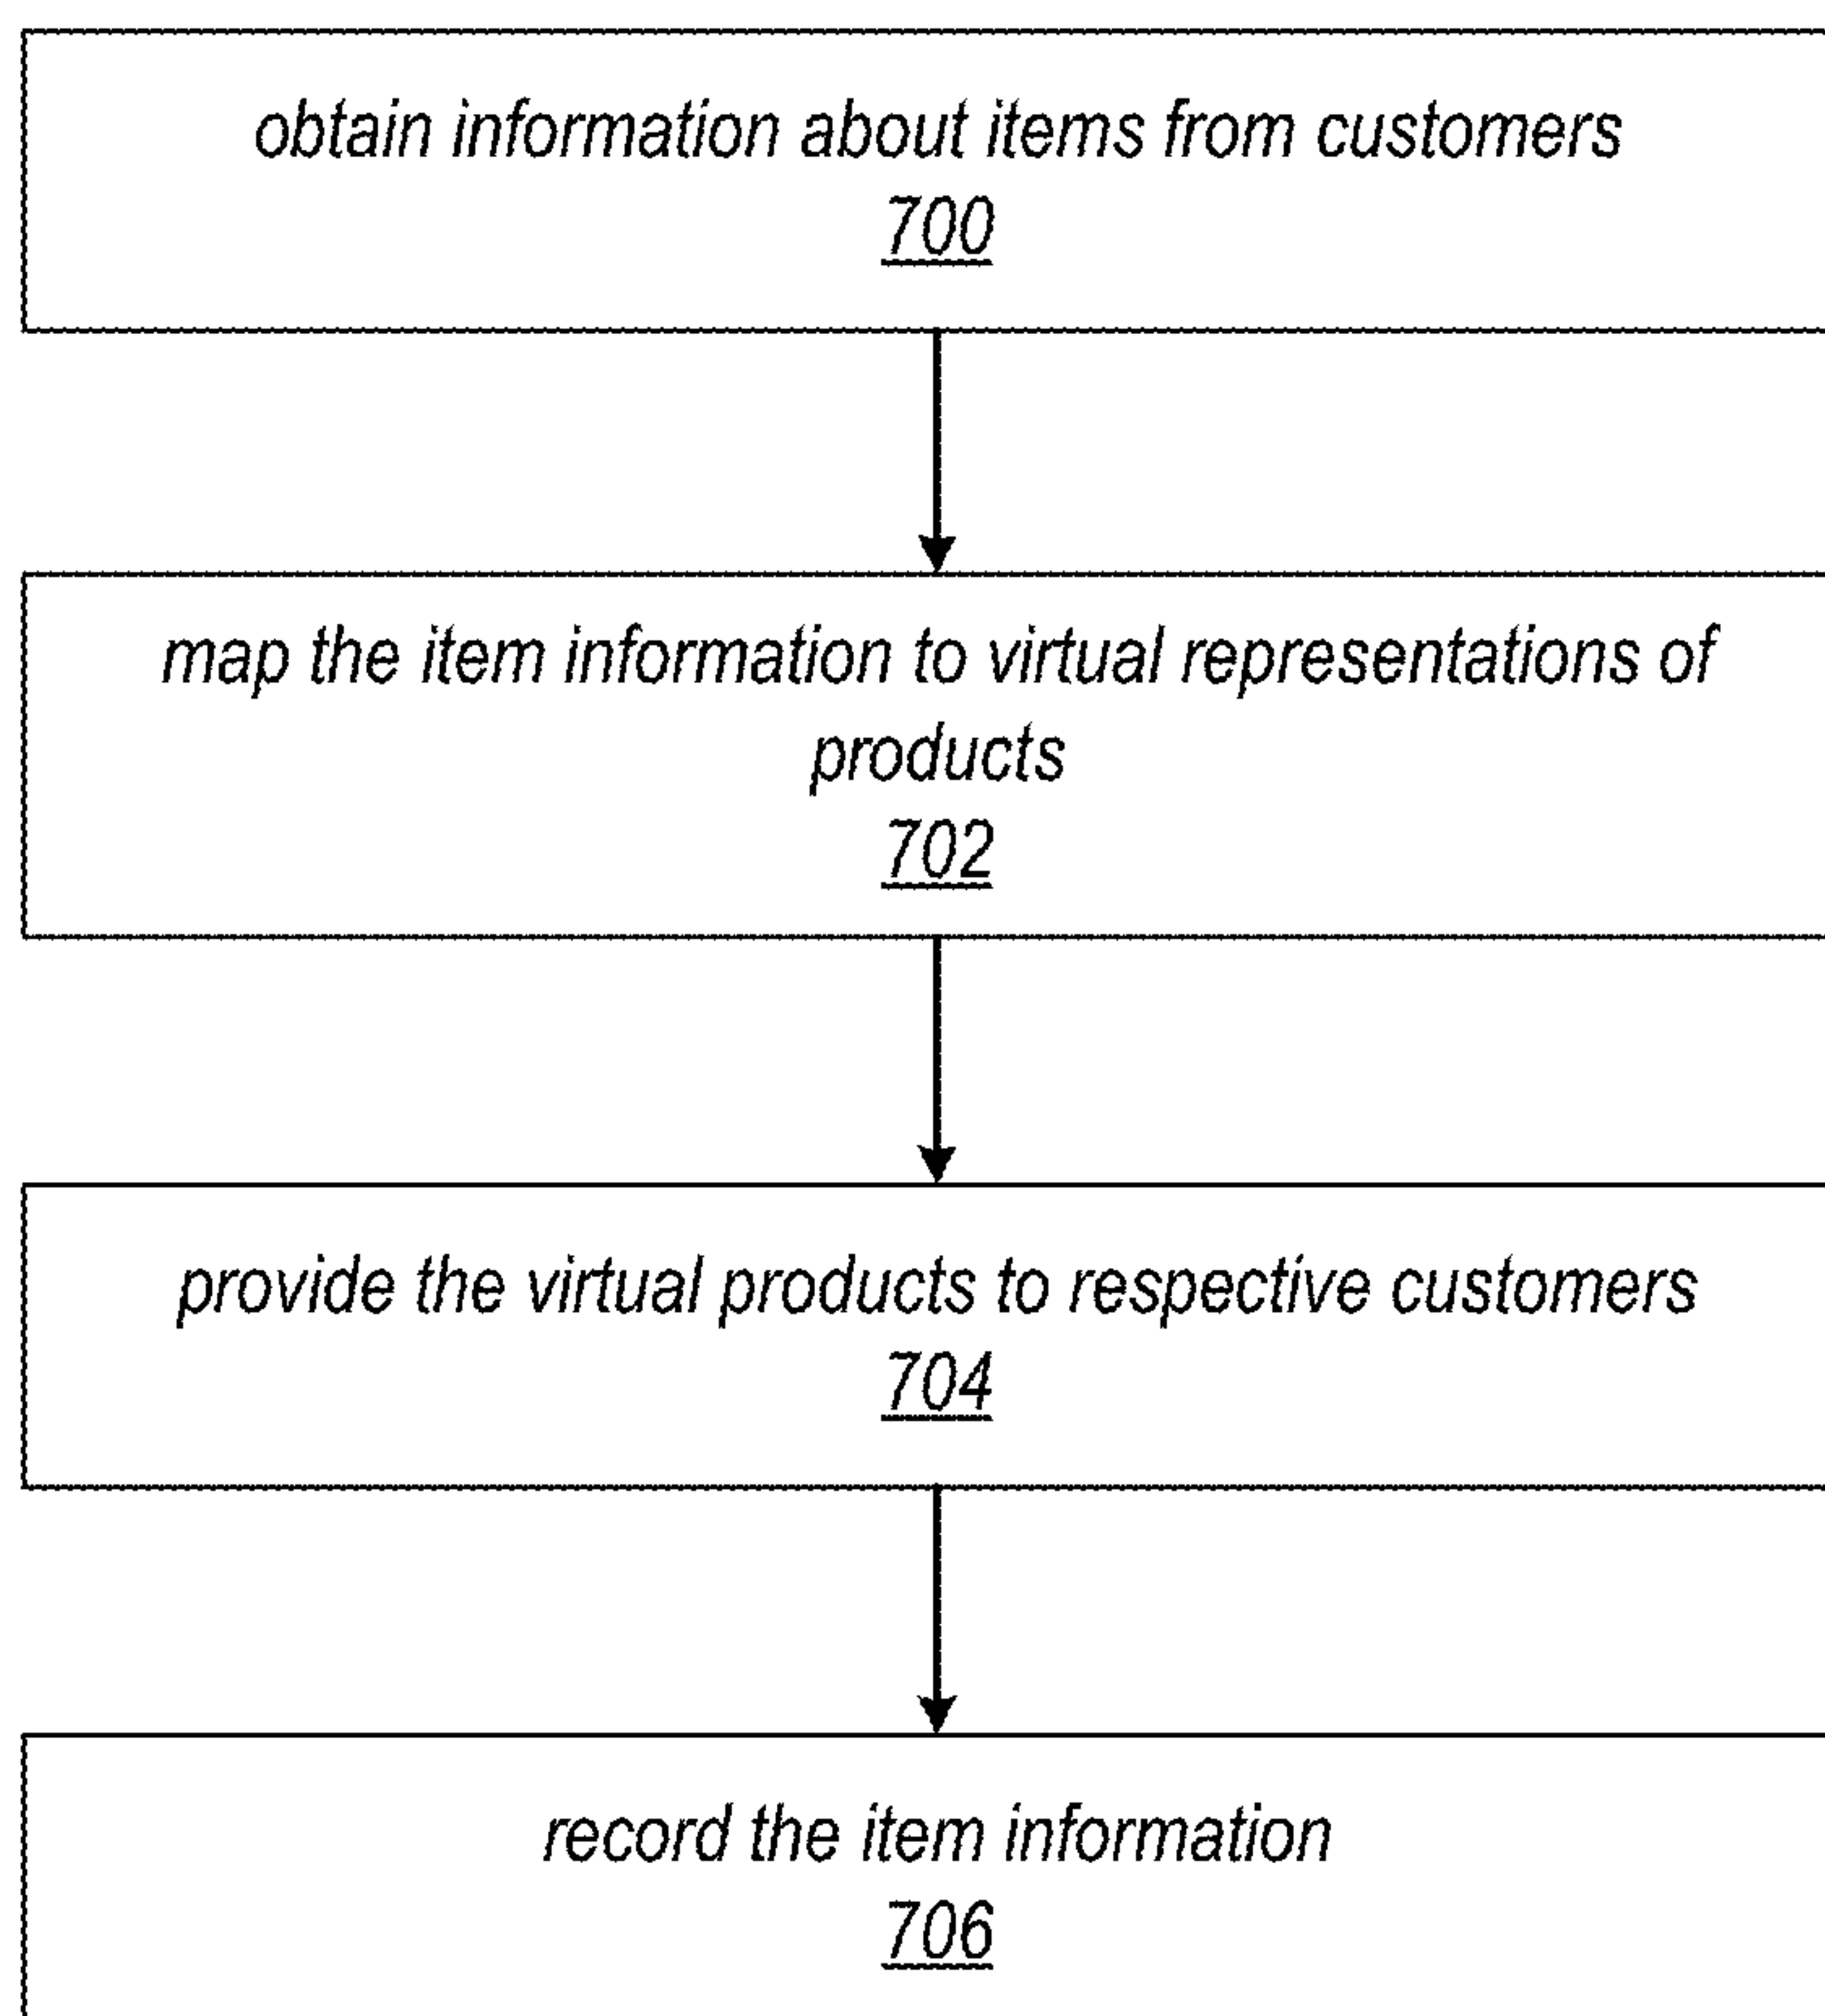 obtain information about items from customers
700
map the item information to virtual representations of
products
702
provide the virtual products to respective customers
704
record the item information
706